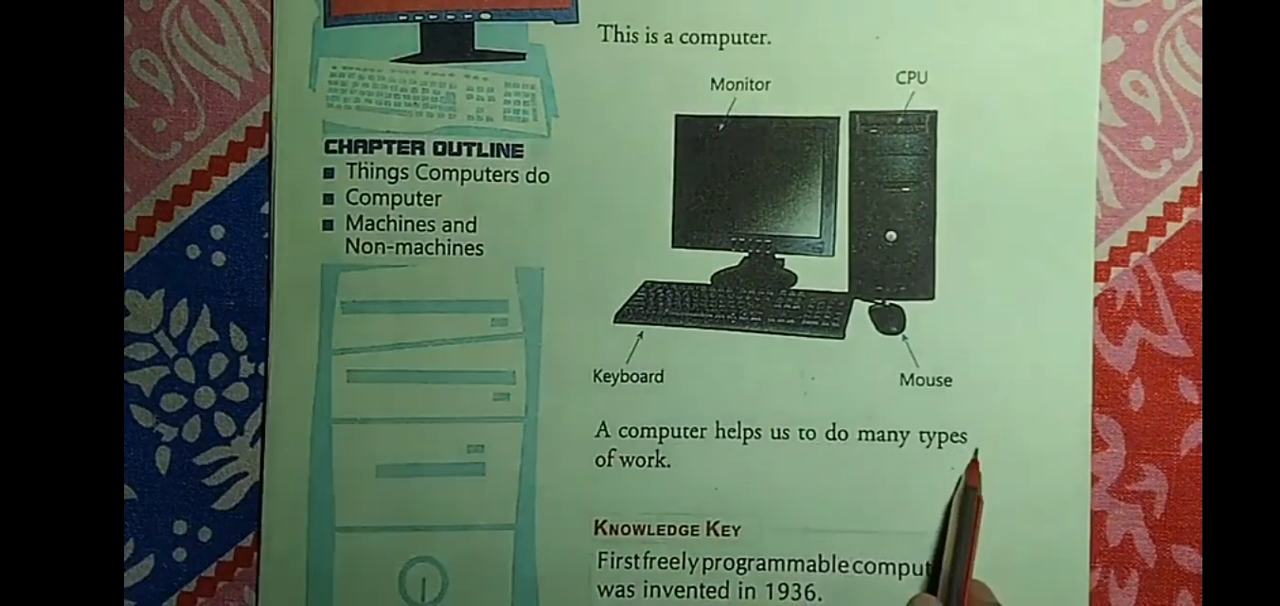 CHAPTER OUTLINE
Things Computers do
Computer
Machines and
Non-machines
This is a computer.
Monitor
CPU
Keyboard
Mouse
A computer helps us to do many types
of work.
KNOWLEDGE KEY
First freely programmable
was invented in 1936.